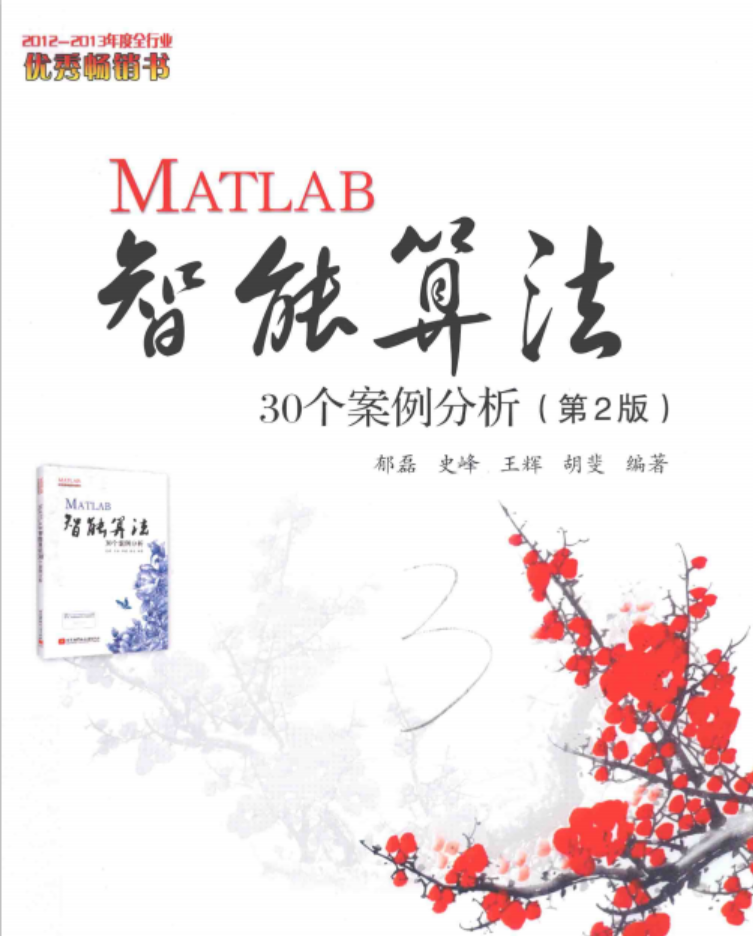 2012—2013年度全行业
优秀畅销书
MATLAB
智能算法
30个案例分析（第2版）
郁磊 史峰 王辉 胡斐 编著
MATLAB
MATLAB
智能算法
30个案例分析
3